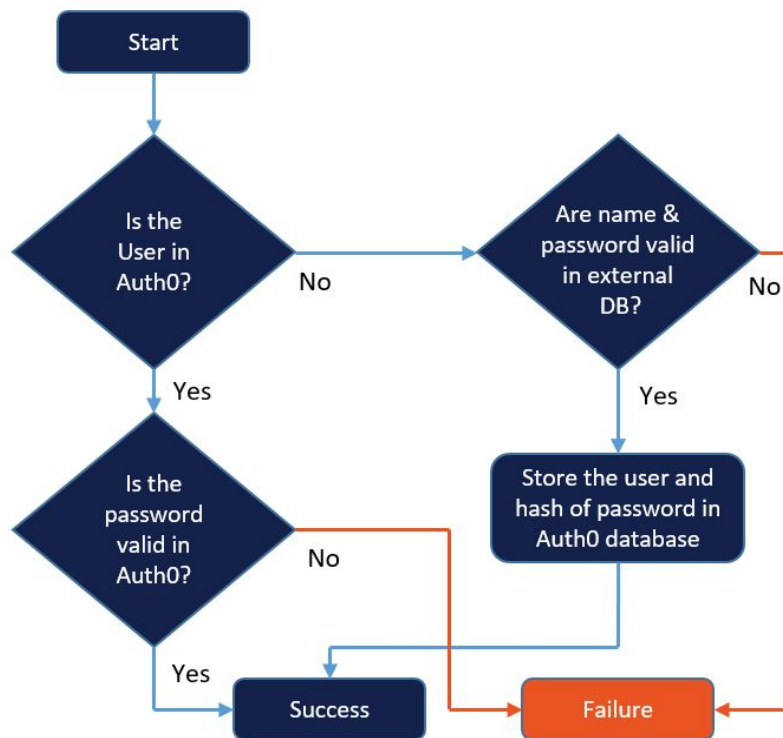 Start
Is the
User in
Auth0?
No
Are name &
password valid
in external
DB?
No
Yes
Yes
Is the
password
valid in
Auth0?
No
Store the user and
hash of password in
Auth0 database
Yes
Success
Failure